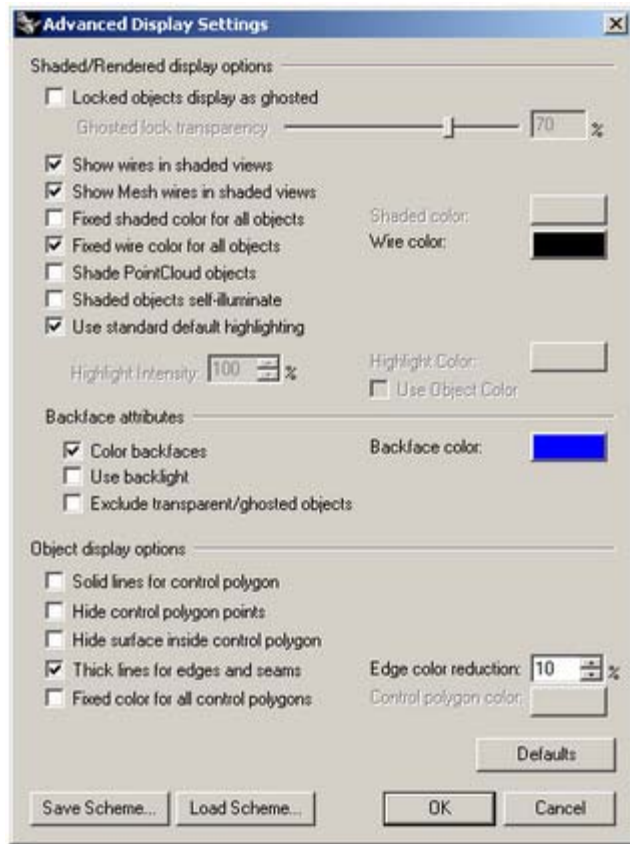 Advanced Display Settings
Shaded/Rendered display options
Locked objects display as ghosted
Ghosted lock transparency 70 %
Show wires in shaded views
Show Mesh wires in shaded views
Fixed shaded color for all objects Shaded color:
Fixed wire color for all objects Wire color:
Shade PointCloud objects
Shaded objects self-illuminate
Use standard default highlighting
Highlight Intensity: 100 % Highlight Color:
Use Object Color
Backface attributes
Color backfaces Backface color:
Use backlight
Exclude transparent/ghosted objects
Object display options
Solid lines for control polygon
Hide control polygon points
Hide surface inside control polygon
Thick lines for edges and seams Edge color reduction: 10 %
Fixed color for all control polygons Control polygon color:
Defaults
Save Scheme... Load Scheme... OK Cancel